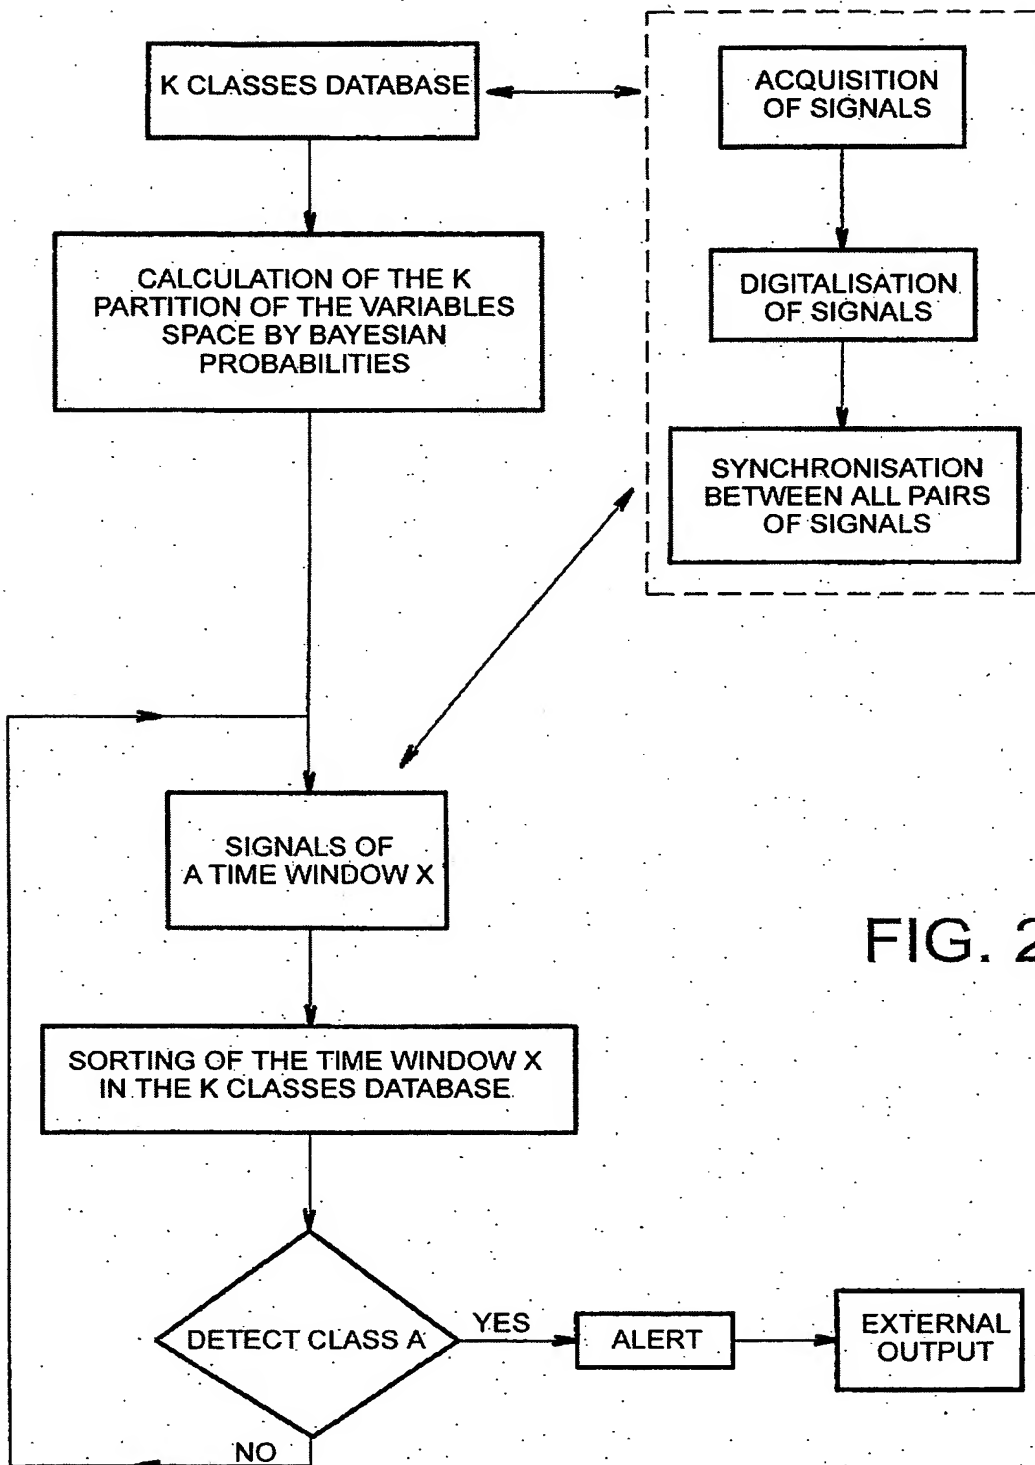 K CLASSES DATABASE
ACQUISITION
OF SIGNALS
CALCULATION OF THE K
PARTITION OF THE VARIABLES
SPACE BY BAYESIAN
PROBABILITIES
DIGITALISATION
OF SIGNALS
SYNCHRONISATION
BETWEEN ALL PAIRS
OF SIGNALS
SIGNALS OF
A TIME WINDOW X
FIG. 2
SORTING OF THE TIME WINDOW X
IN THE K CLASSES DATABASE
DETECT CLASS A
YES
ALERT
EXTERNAL
OUTPUT
NO